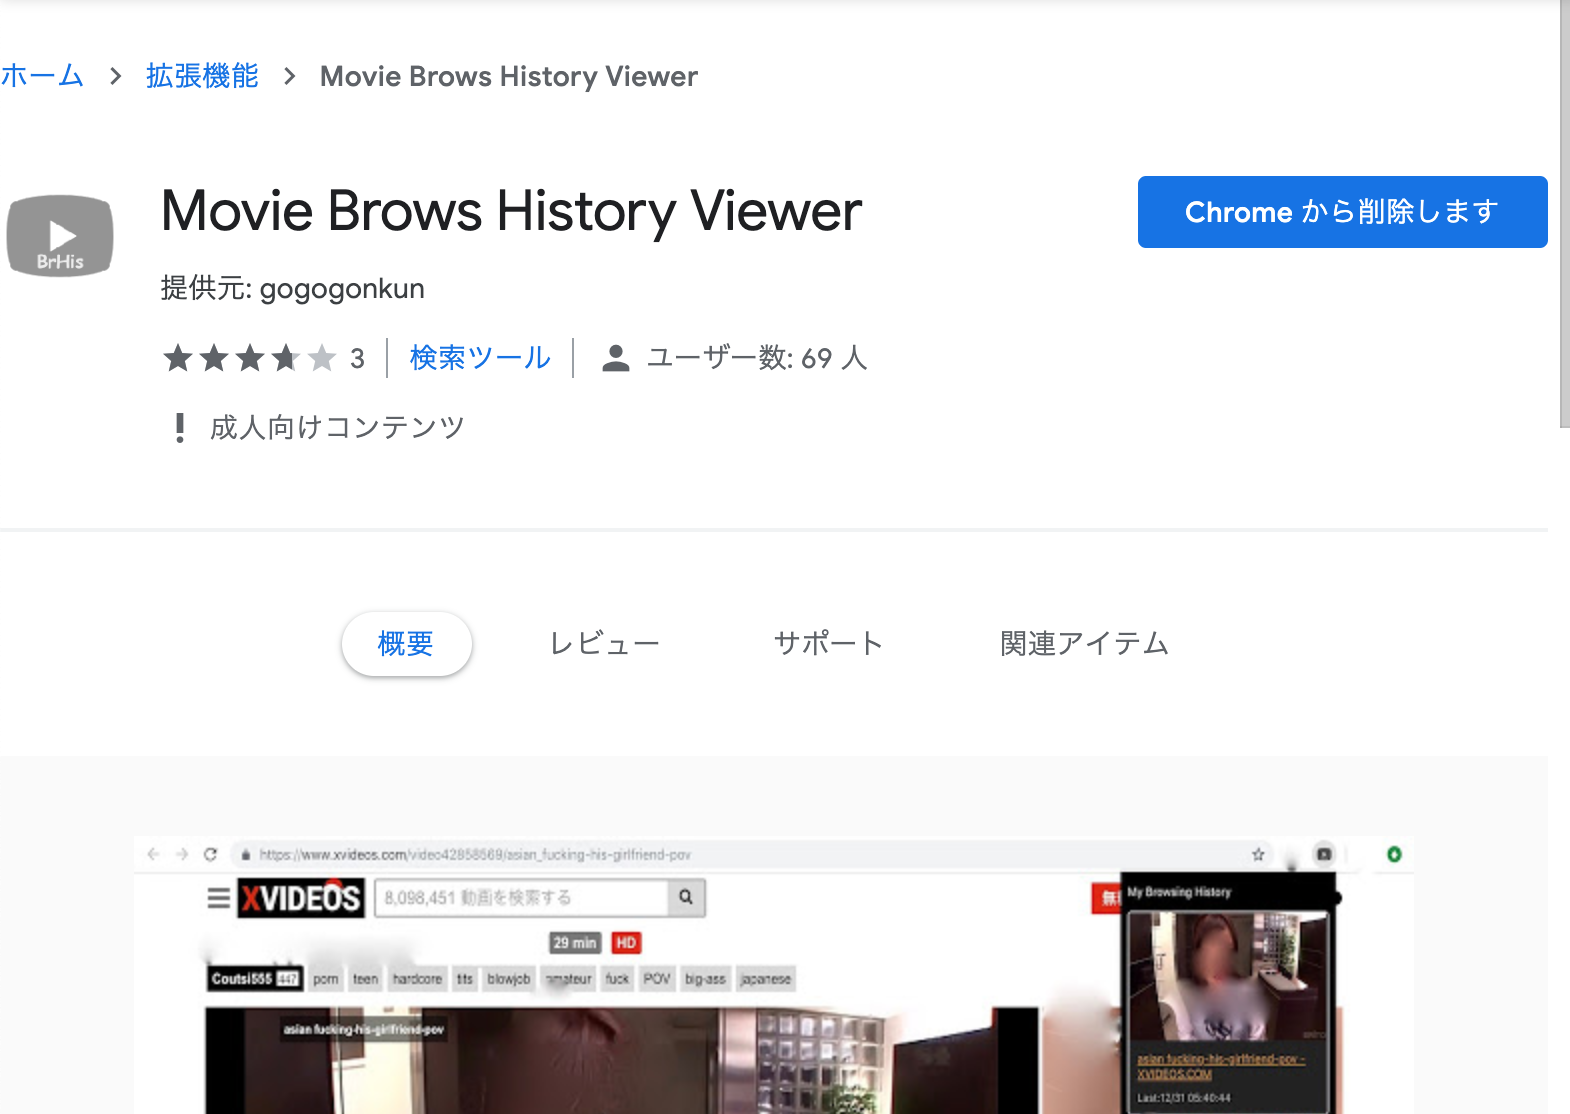 ホーム > 拡張機能 > Movie Brows History Viewer
BrHis
Movie Brows History Viewer
Chrome から削除します
提供元: gogogonkun
3 検索ツール ユーザー数: 69 人
成人向けコンテンツ
概要 レビュー サポート 関連アイテム
https://www.xvideos.com/video42858569/asian_fucking-his-girlfriend-pov
XVIDEOS 8,098,451 動画を検索する
My Browsing History
29 min HD
Coutsi555 447 porn teen hardcore tits blowjob amateur fuck POV big-ass japanese
asian fucking-his-girlfriend-pov
asian fucking-his-girlfriend-pov -
XVIDEOS.COM
Last:12/31 05:40:44